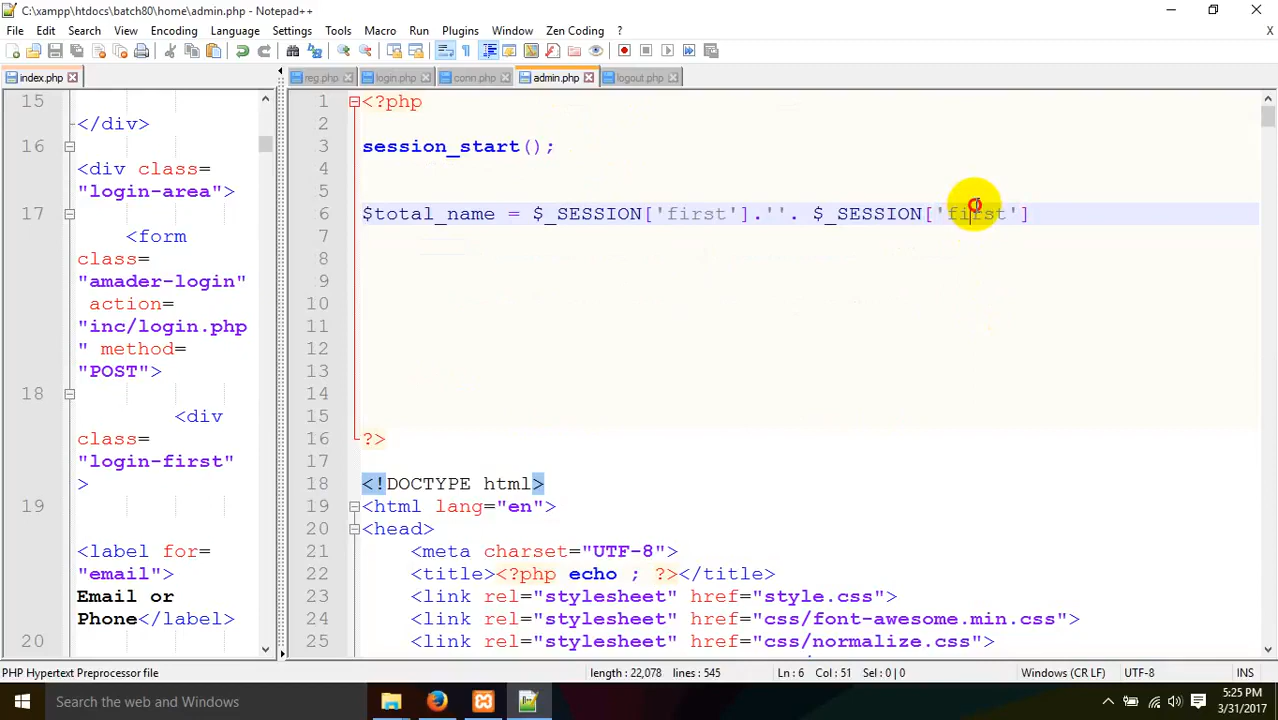 C:\xampp\htdocs\batch80\home\admin.php - Notepad++
File Edit Search View Encoding Language Settings Tools Macro Run Plugins Window Zen Coding ?
X
index.php
reg.php login.php conn.php admin.php logout.php
15
</div>
16
<div class=
"login-area">
17
<form
class=
"amader-login"
action=
"inc/login.php
" method=
"POST">
18
<div
class=
"login-first"
>
19
<label for=
"email">
Email or
Phone</label>
20
1 <?php
2
3 session_start();
4
5
6 $total_name = $_SESSION['first'].''. $_SESSION['first']
7
8
9
10
11
12
13
14
15
16 ?>
17
18 <!DOCTYPE html>
19 <html lang="en">
20 <head>
21 <meta charset="UTF-8">
22 <title><?php echo ; ?></title>
23 <link rel="stylesheet" href="style.css">
24 <link rel="stylesheet" href="css/font-awesome.min.css">
25 <link rel="stylesheet" href="css/normalize.css">
PHP Hypertext Preprocessor file length : 22,078 lines : 545 Ln : 6 Col : 51 Sel : 0 | 0 Windows (CR LF) UTF-8 INS
Search the web and Windows
5:25 PM
3/31/2017